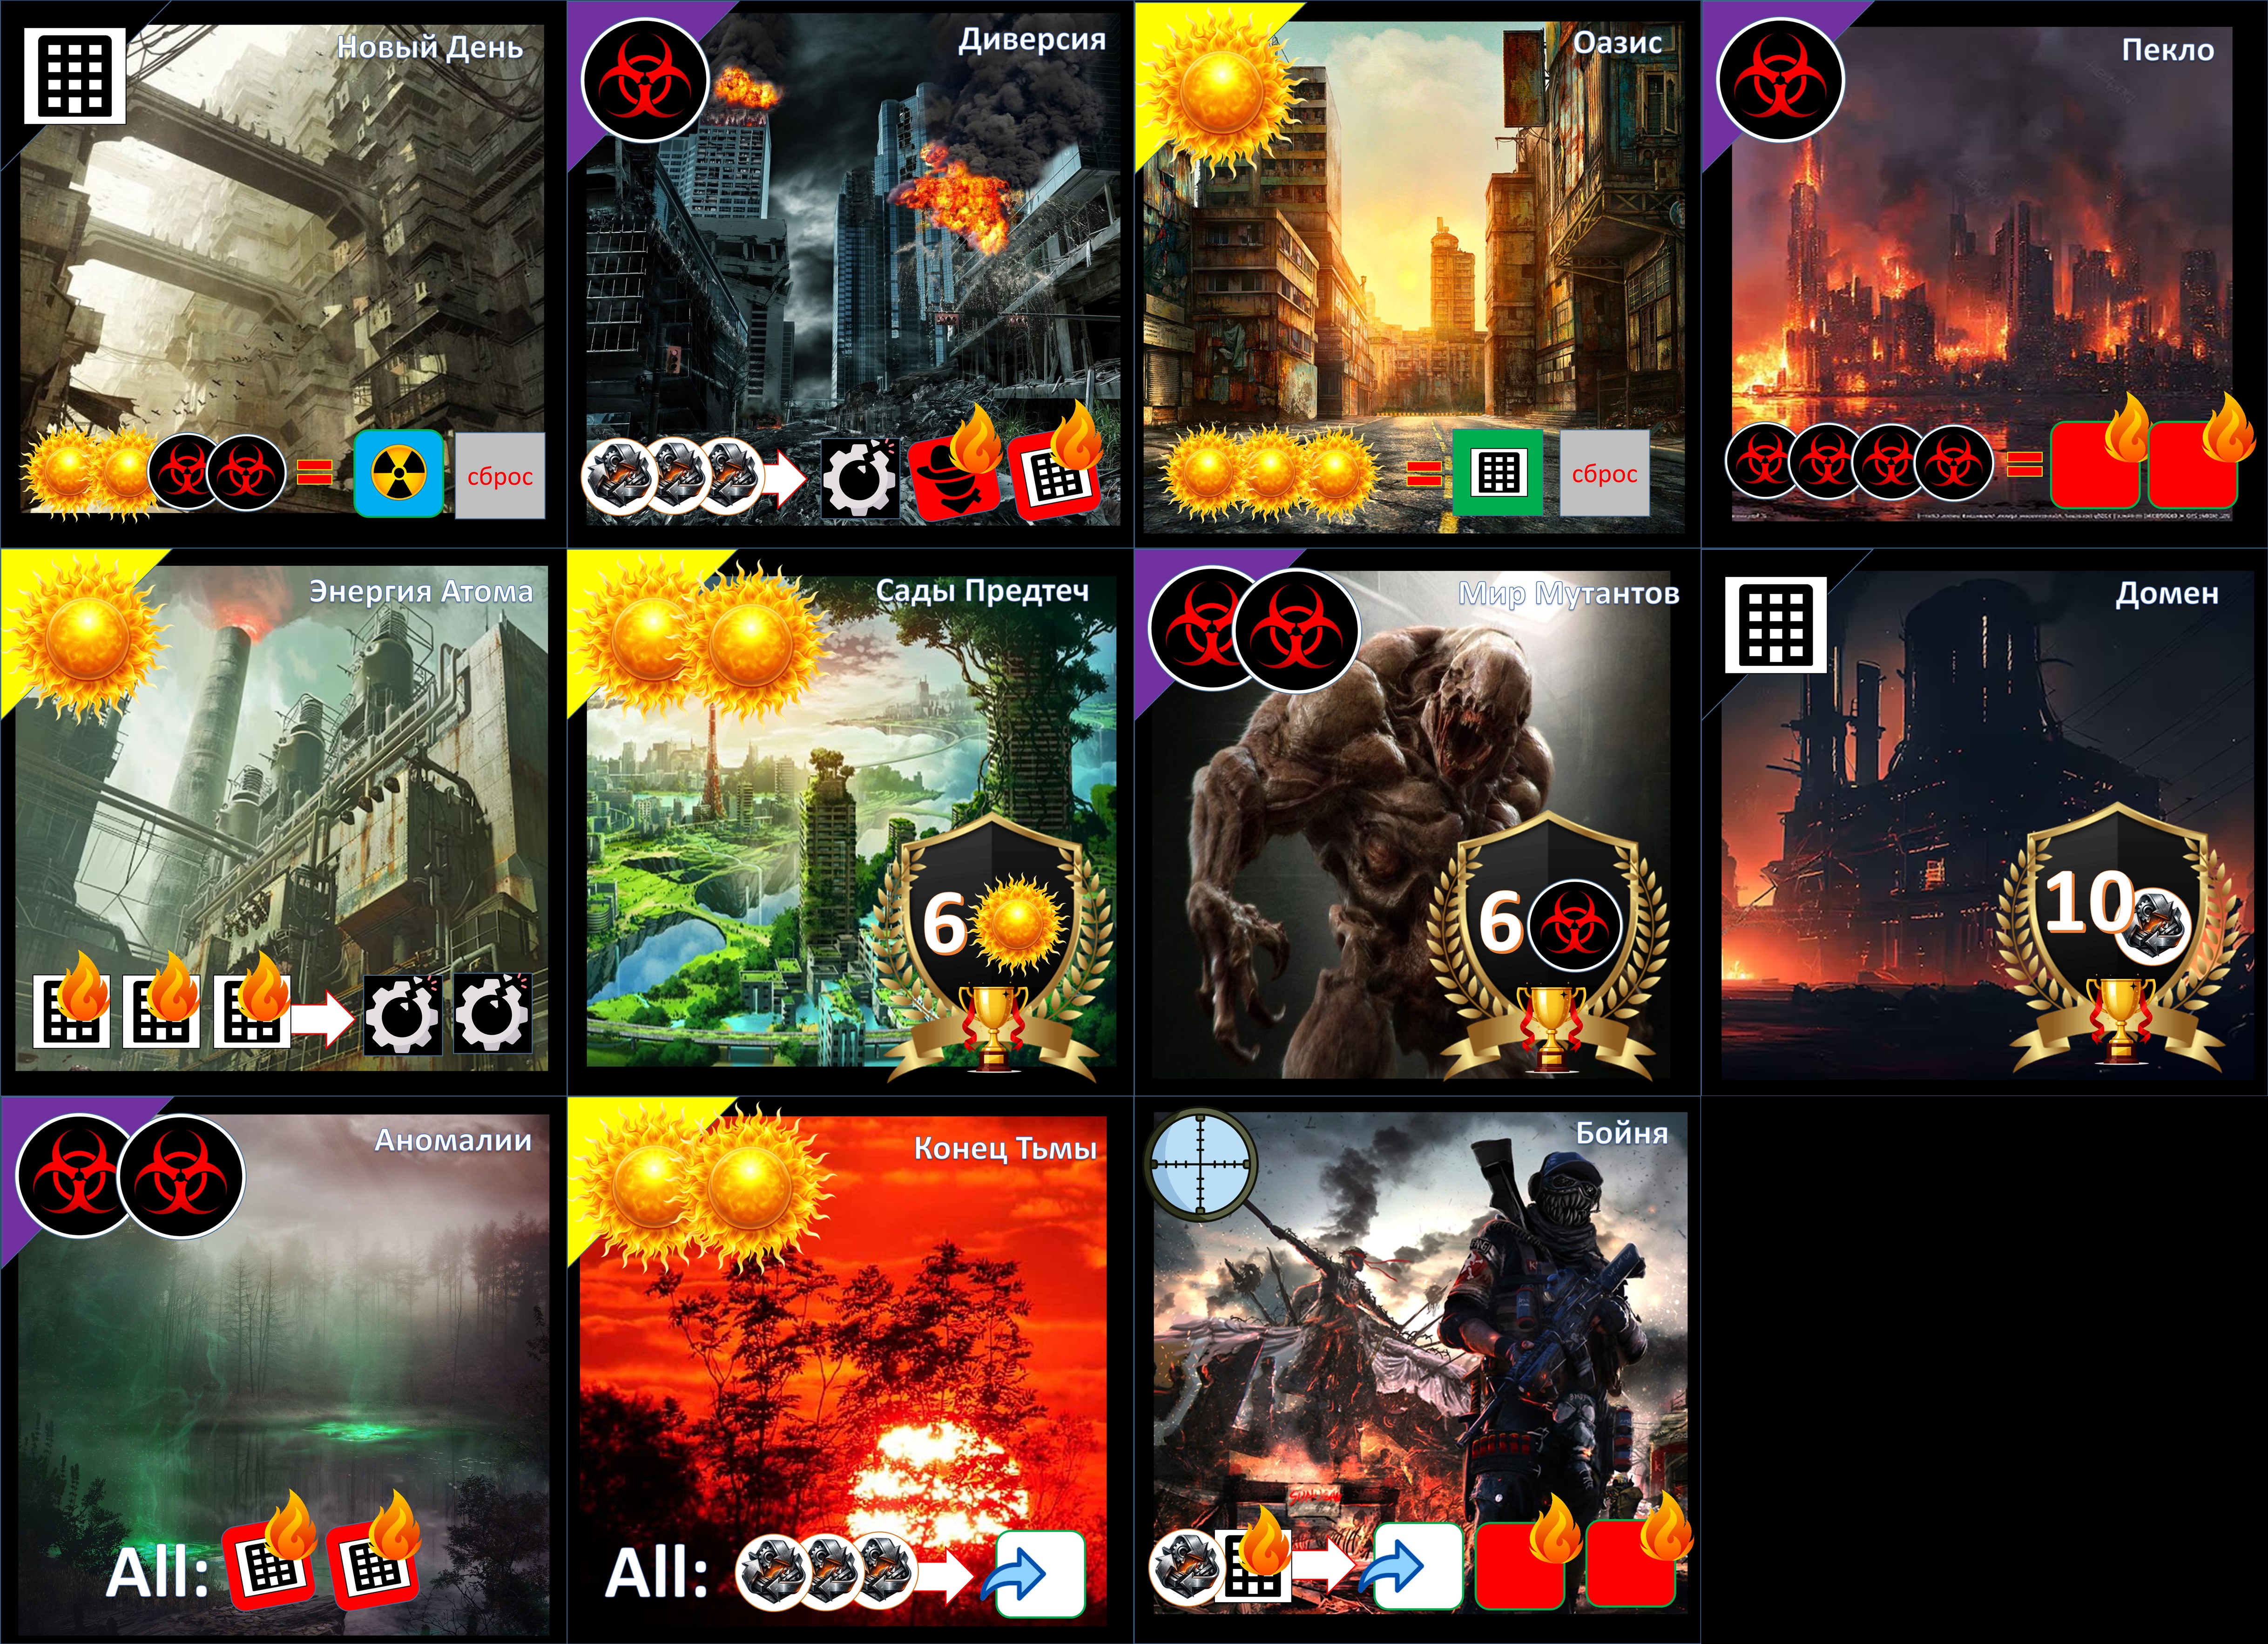 Новый День
сброс
Диверсия
Оазис
сброс
Пекло
Энергия Атома
Сады Предтеч
6
Мир Мутантов
6
Домен
10
Аномалии
All:
Конец Тьмы
All:
Бойня